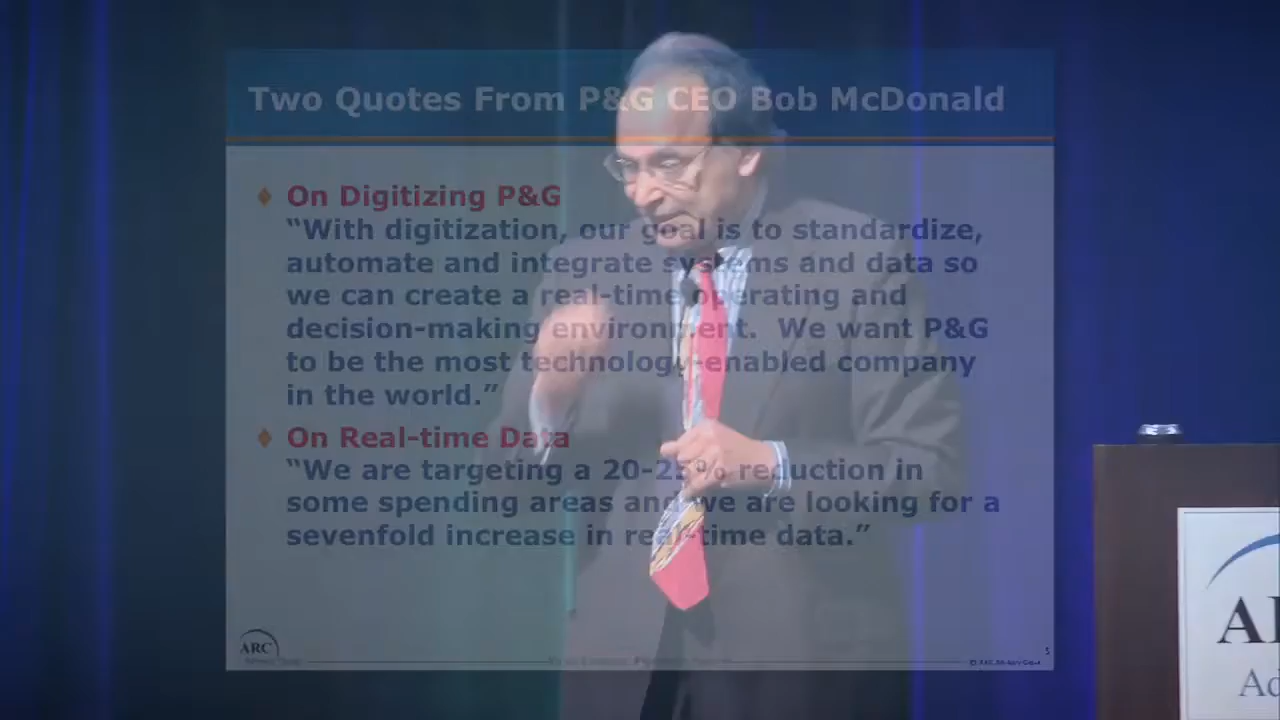 Two Quotes From P&G CEO Bob McDonald
On Digitizing P&G
“With digitization, our goal is to standardize,
automate and integrate systems and data so
we can create a real-time operating and
decision-making environment.  We want P&G
to be the most technology-enabled company
in the world.”
On Real-time Data
“We are targeting a 20-25% reduction in
some spending areas and we are looking for a
sevenfold increase in real-time data.”
ARC
5